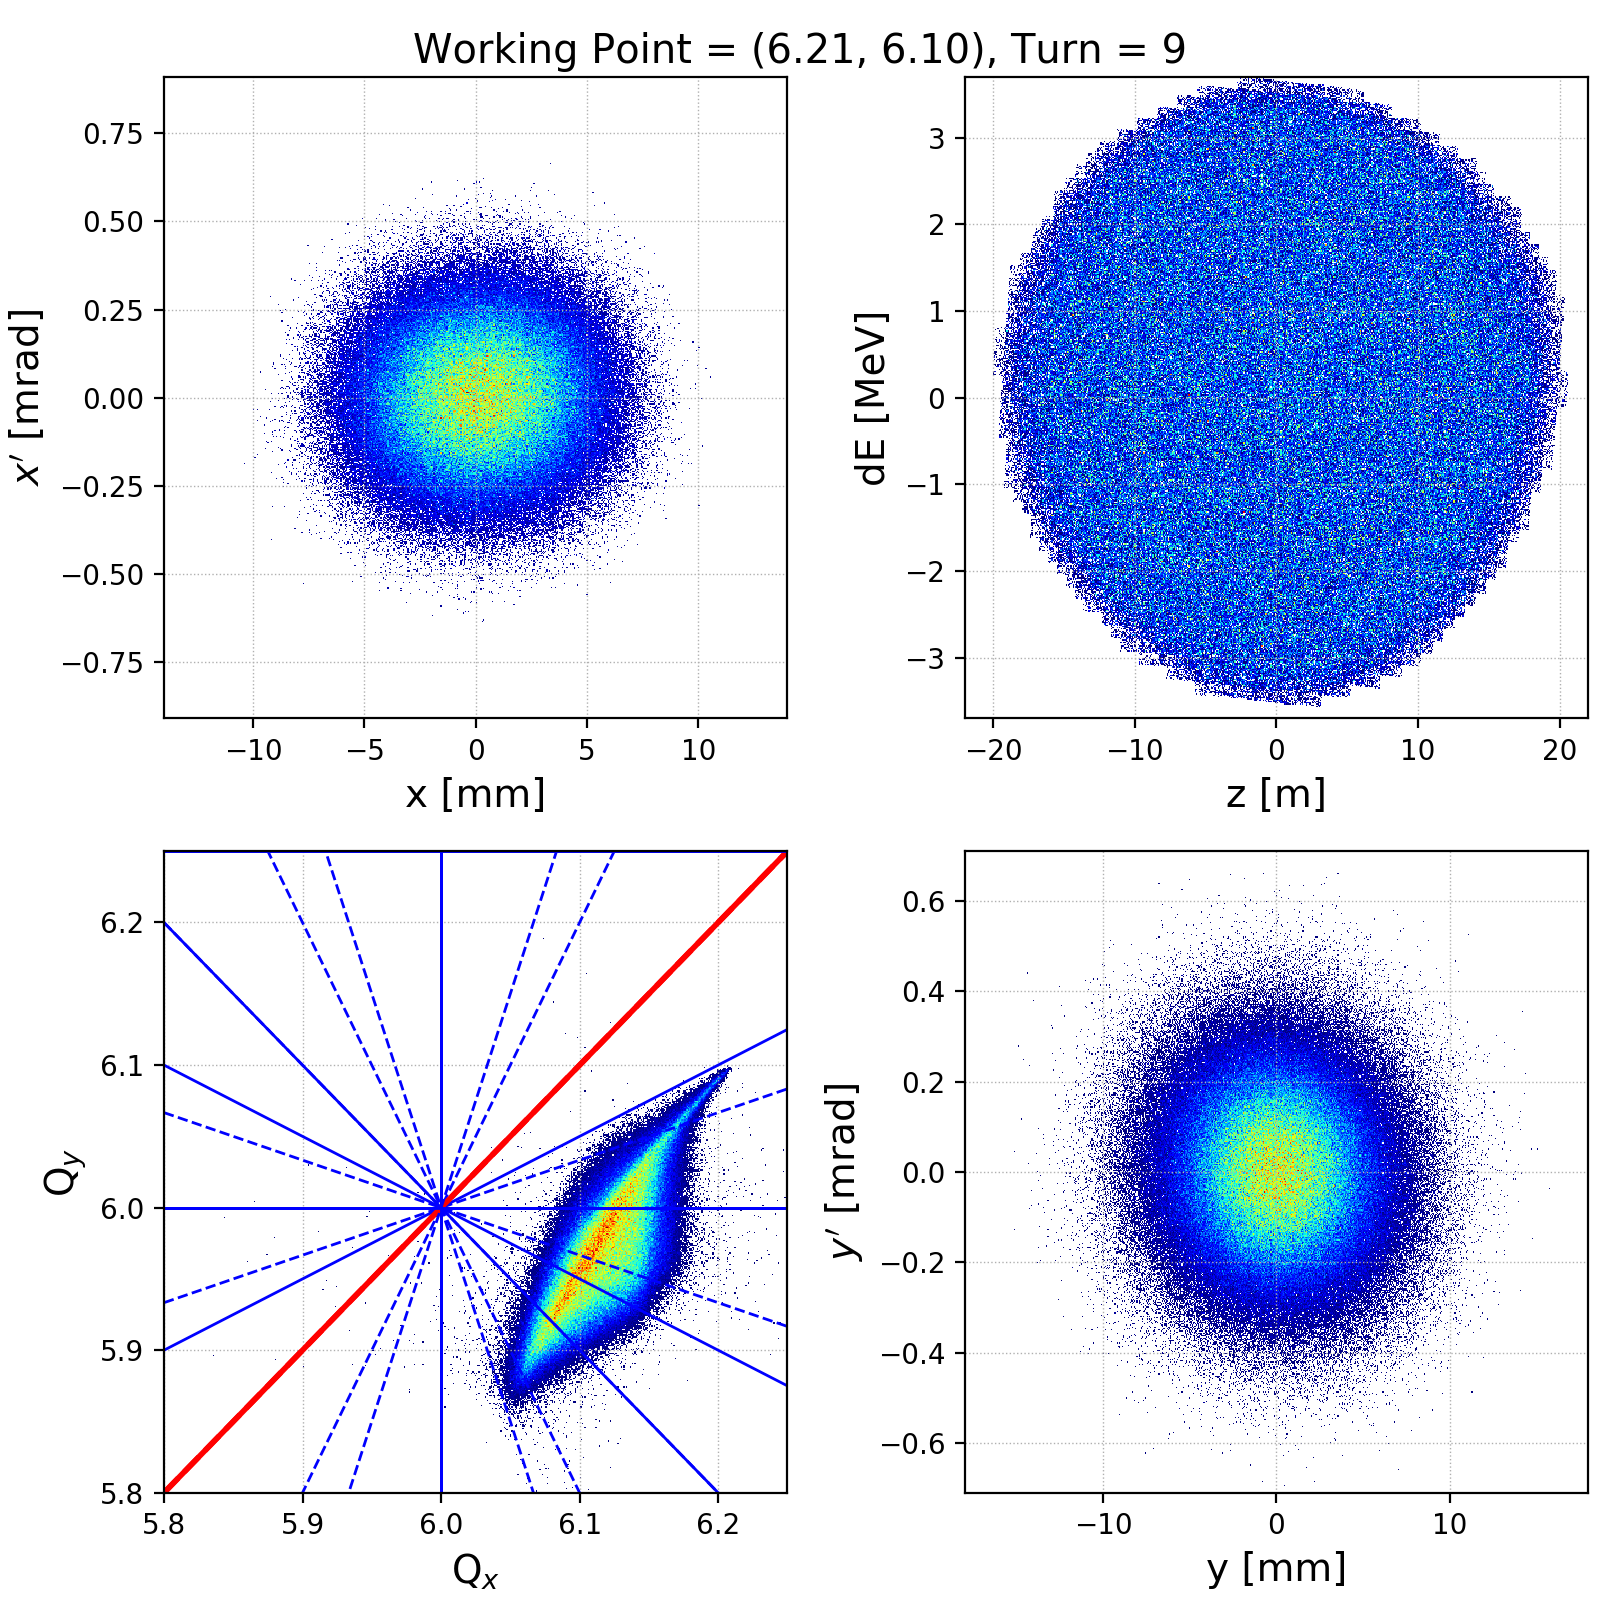 Working Point = (6.21, 6.10), Turn = 9
0.75
0.50
0.25
0.00
−0.25
−0.50
−0.75
x′ [mrad]
−10 −5 0 5 10
x [mm]
3
2
1
0
−1
−2
−3
dE [MeV]
−20 −10 0 10 20
z [m]
6.2
6.1
6.0
5.9
5.8
Qy
5.8 5.9 6.0 6.1 6.2
Qx
0.6
0.4
0.2
0.0
−0.2
−0.4
−0.6
y′ [mrad]
−10 0 10
y [mm]